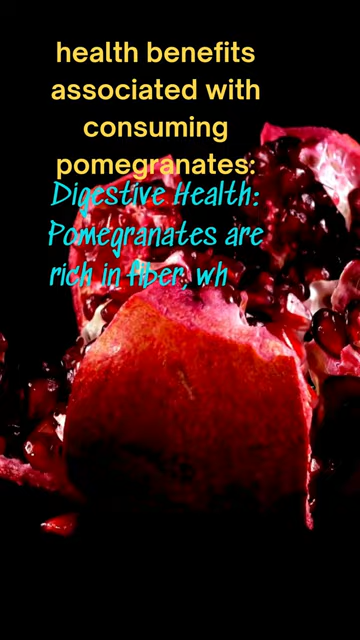 health benefits
associated with
consuming
pomegranates:
Digestive Health:
Pomegranates are
rich in fiber, wh